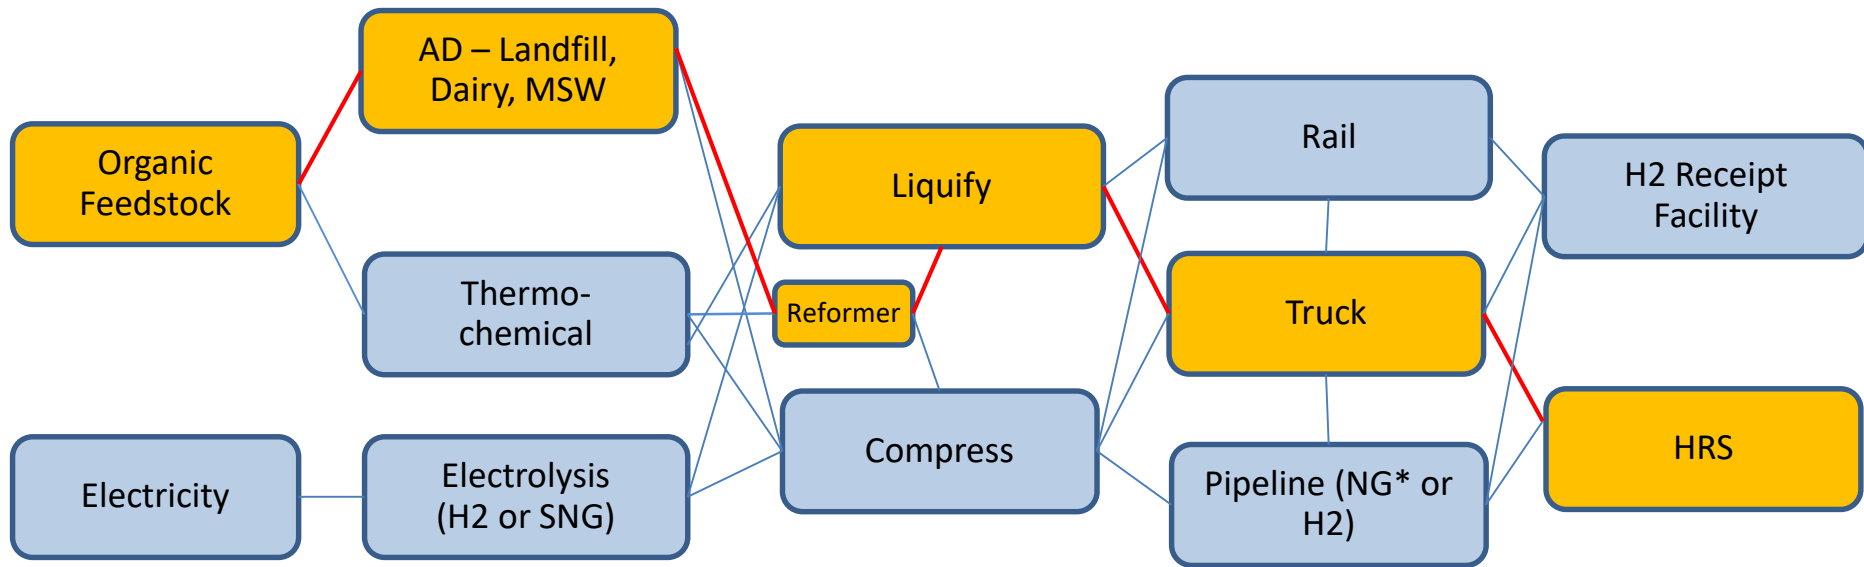 Organic
Feedstock
Electricity
AD – Landfill,
Dairy, MSW
Thermo-
chemical
Electrolysis
(H2 or SNG)
Liquify
Reformer
Compress
Rail
Truck
Pipeline (NG* or
H2)
H2 Receipt
Facility
HRS